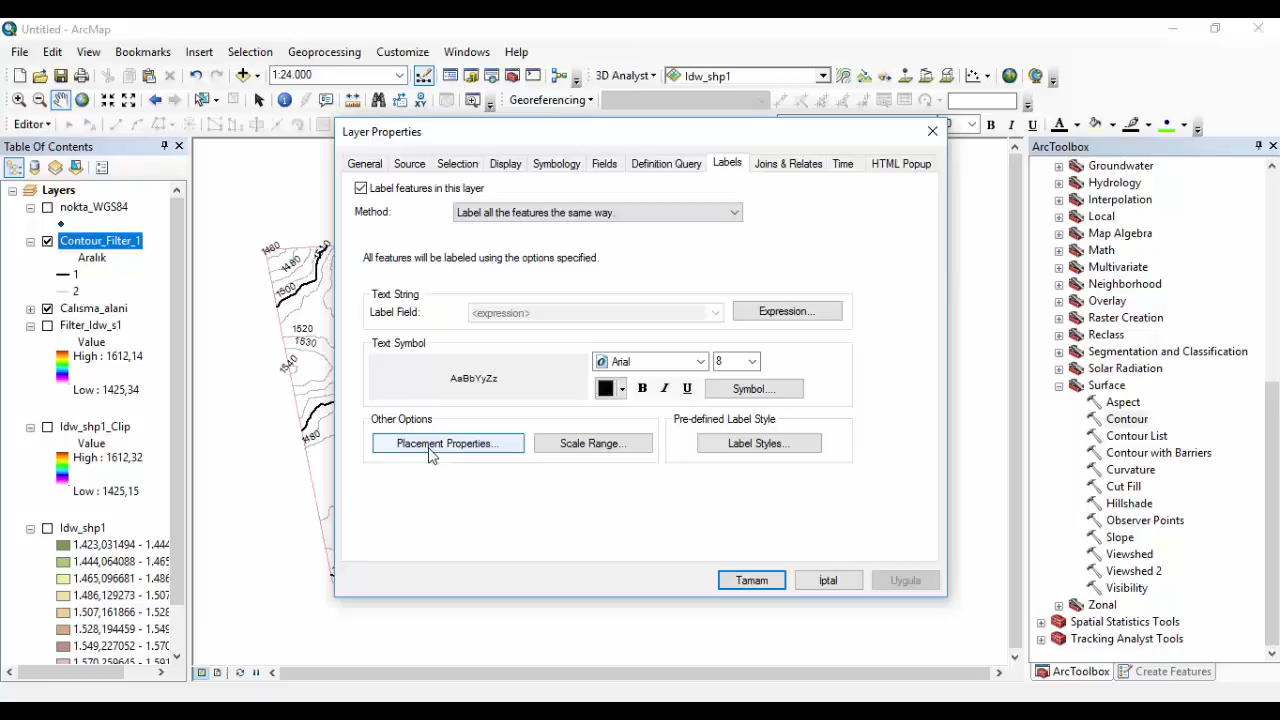 Untitled - ArcMap
File Edit View Bookmarks Insert Selection Geoprocessing Customize Windows Help
1:24.000 3D Analyst ldw_shp1
Georeferencing
Editor B I U A
Table Of Contents
Layers
nokta_WGS84
Contour_Filter_1
Aralık
1
2
Calısma_alani
Filter_Idw_s1
Value
High : 1612,14
Low : 1425,34
Idw_shp1_Clip
Value
High : 1612,32
Low : 1425,15
Idw_shp1
1.423,031494 - 1.444
1.444,064088 - 1.465
1.465,096681 - 1.486
1.486,129273 - 1.507
1.507,161866 - 1.528
1.528,194459 - 1.549
1.549,227052 - 1.570
1.570,259645 - 1.591
1460
1480
1500
1520
1530
1540
1480
Layer Properties
General Source Selection Display Symbology Fields Definition Query Labels Joins & Relates Time HTML Popup
Label features in this layer
Method: Label all the features the same way.
All features will be labeled using the options specified.
Text String
Label Field: <expression> Expression...
Text Symbol
AaBbYyZz
Arial 8
B I U Symbol....
Other Options
Placement Properties... Scale Range...
Pre-defined Label Style
Label Styles...
Tamam İptal Uygula
ArcToolbox
Groundwater
Hydrology
Interpolation
Local
Map Algebra
Math
Multivariate
Neighborhood
Overlay
Raster Creation
Reclass
Segmentation and Classification
Solar Radiation
Surface
Aspect
Contour
Contour List
Contour with Barriers
Curvature
Cut Fill
Hillshade
Observer Points
Slope
Viewshed
Viewshed 2
Visibility
Zonal
Spatial Statistics Tools
Tracking Analyst Tools
ArcToolbox Create Features